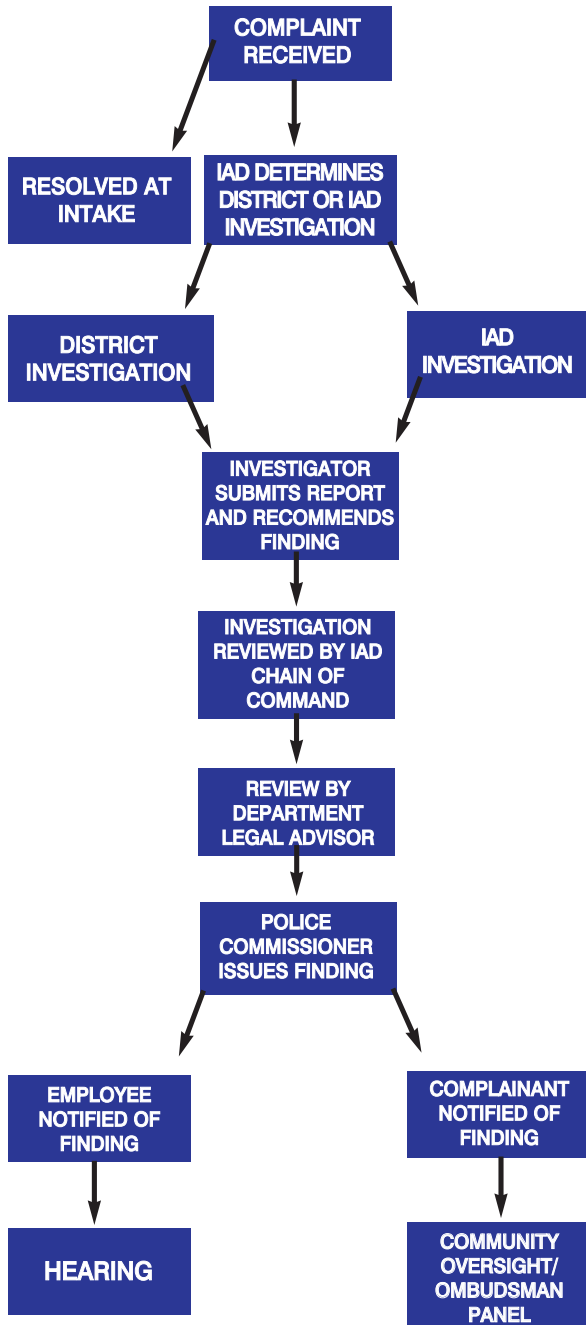 COMPLAINT
RECEIVED
RESOLVED AT
INTAKE
IAD DETERMINES
DISTRICT OR IAD
INVESTIGATION
DISTRICT
INVESTIGATION
IAD
INVESTIGATION
INVESTIGATOR
SUBMITS REPORT
AND RECOMMENDS
FINDING
INVESTIGATION
REVIEWED BY IAD
CHAIN OF
COMMAND
REVIEW BY
DEPARTMENT
LEGAL ADVISOR
POLICE
COMMISSIONER
ISSUES FINDING
EMPLOYEE
NOTIFIED OF
FINDING
COMPLAINANT
NOTIFIED OF
FINDING
HEARING
COMMUNITY
OVERSIGHT/
OMBUDSMAN
PANEL